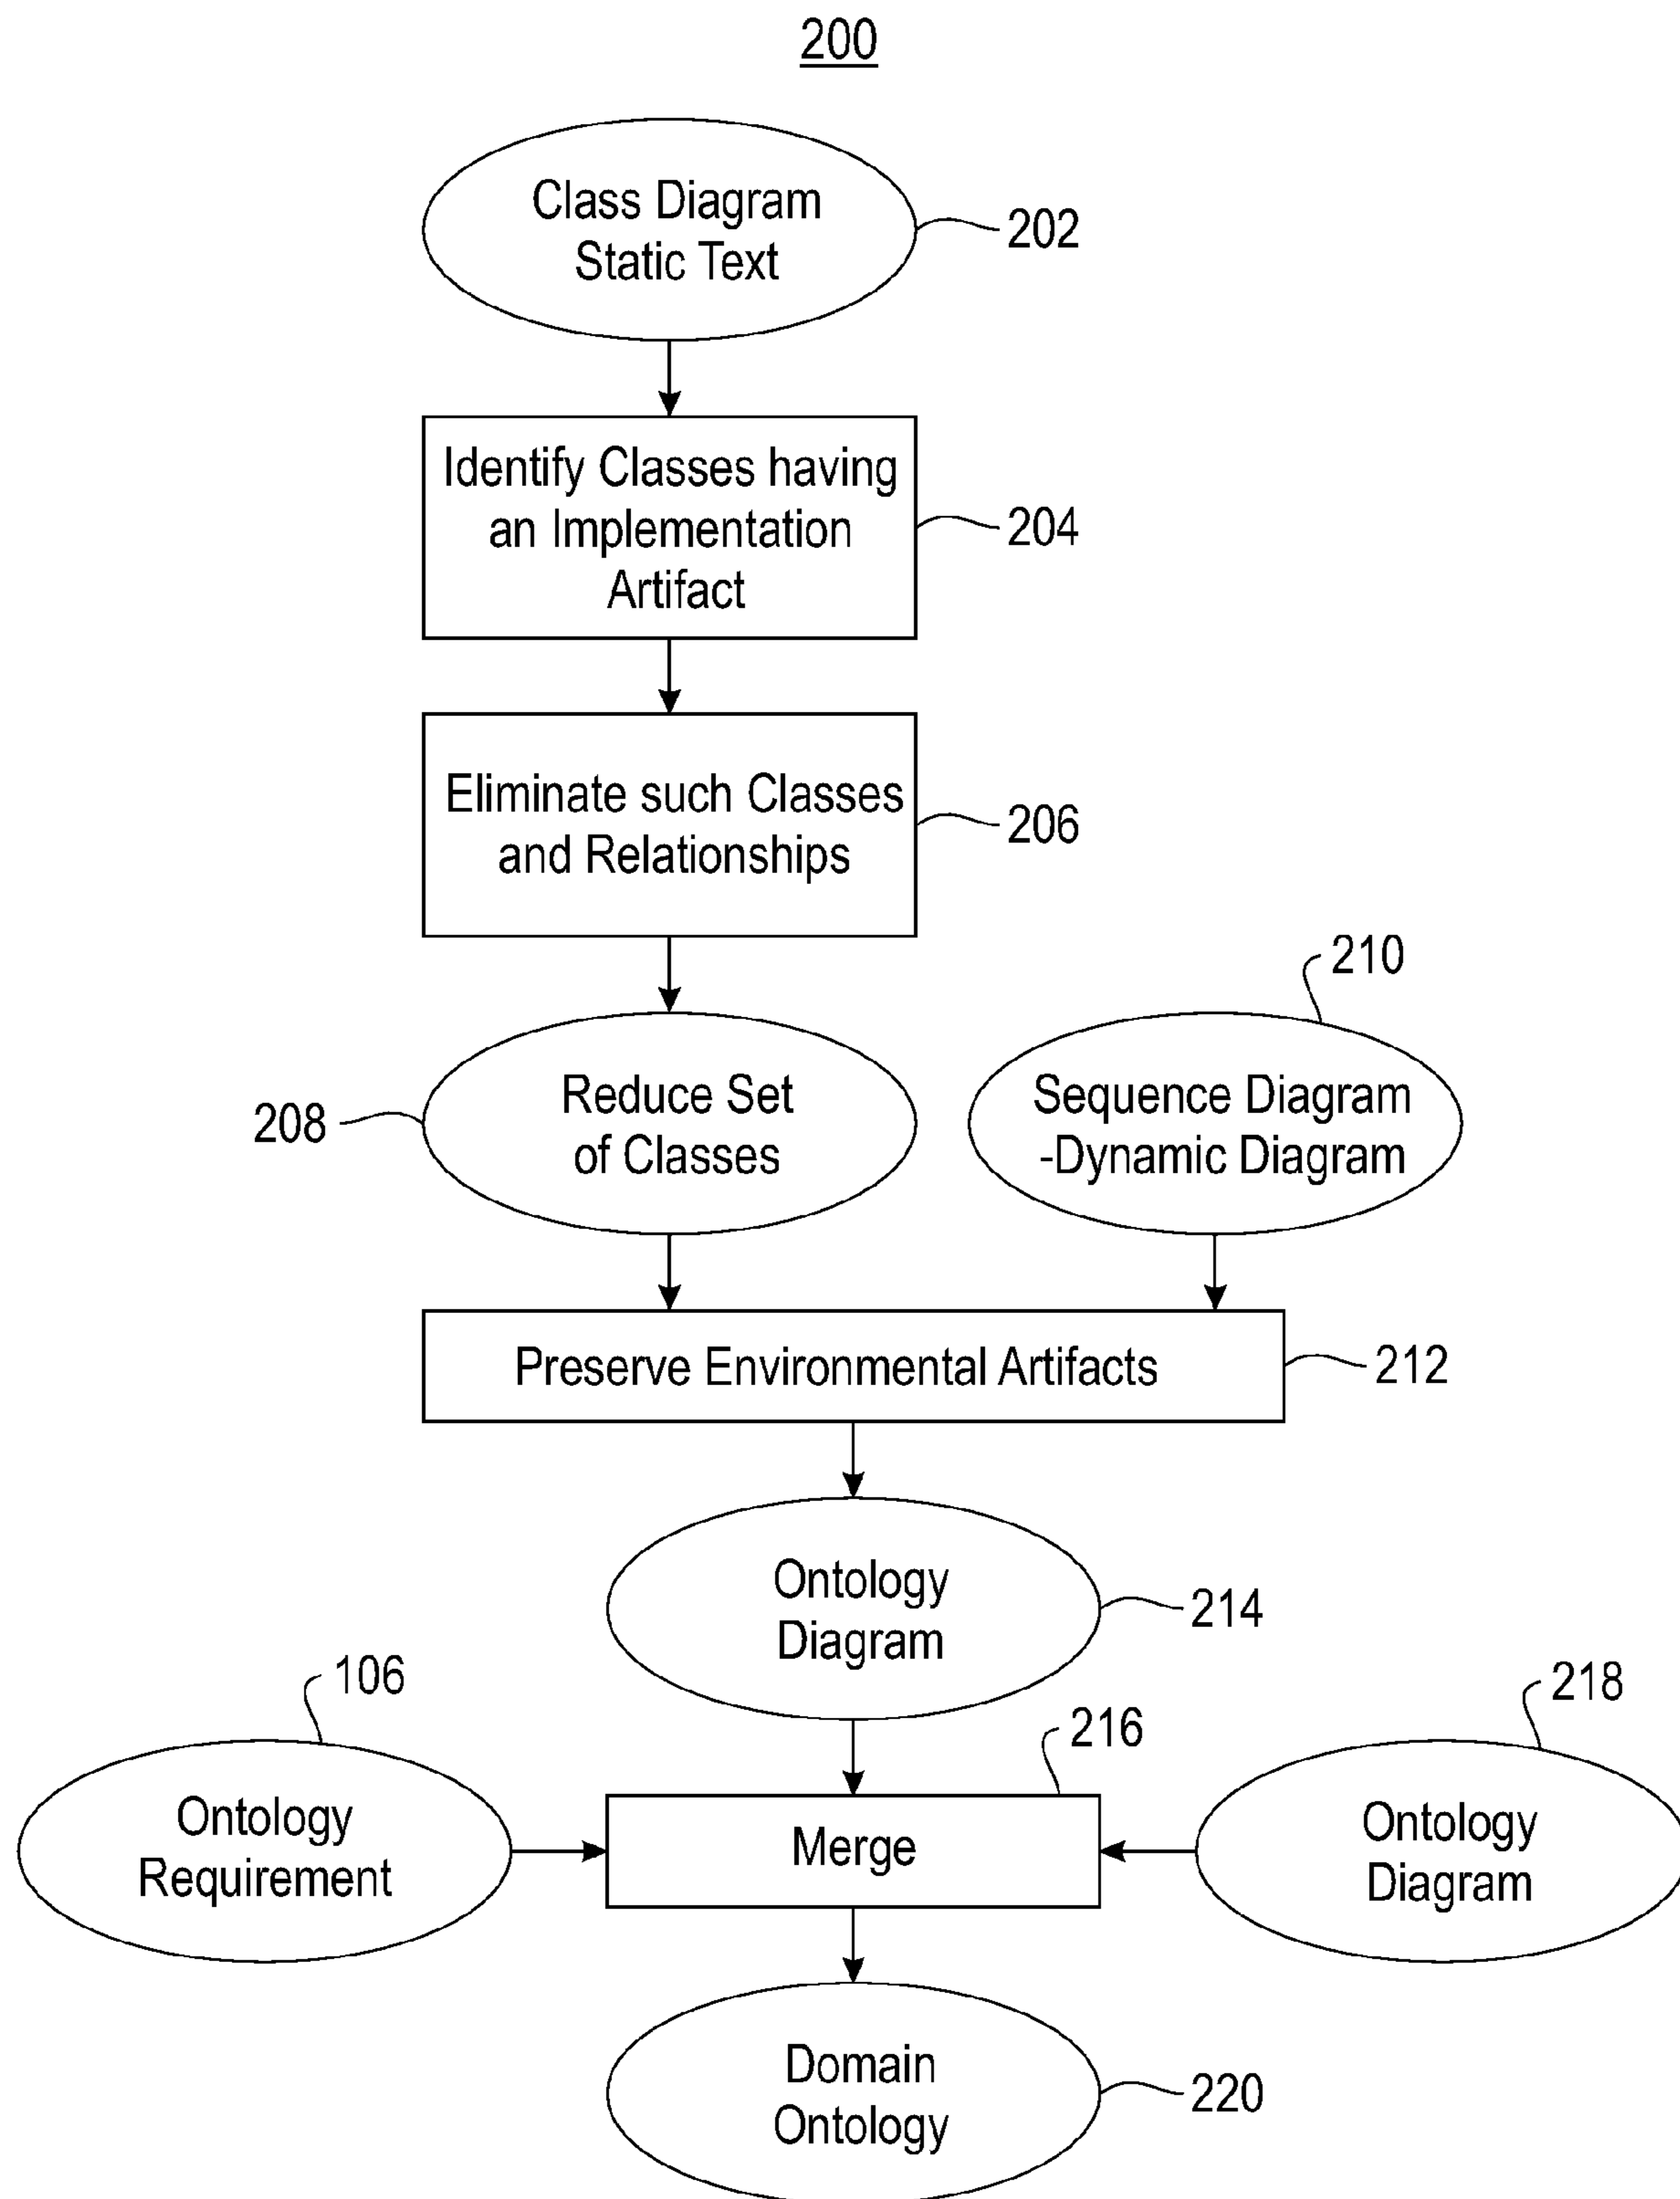 200
Class Diagram
Static Text
202
Identify Classes having
an Implementation
Artifact
204
Eliminate such Classes
and Relationships
206
210
Reduce Set
of Classes
208
Sequence Diagram
-Dynamic Diagram
Preserve Environmental Artifacts
212
Ontology
Diagram
214
106
218
216
Ontology
Requirement
Merge
Ontology
Diagram
Domain
Ontology
220